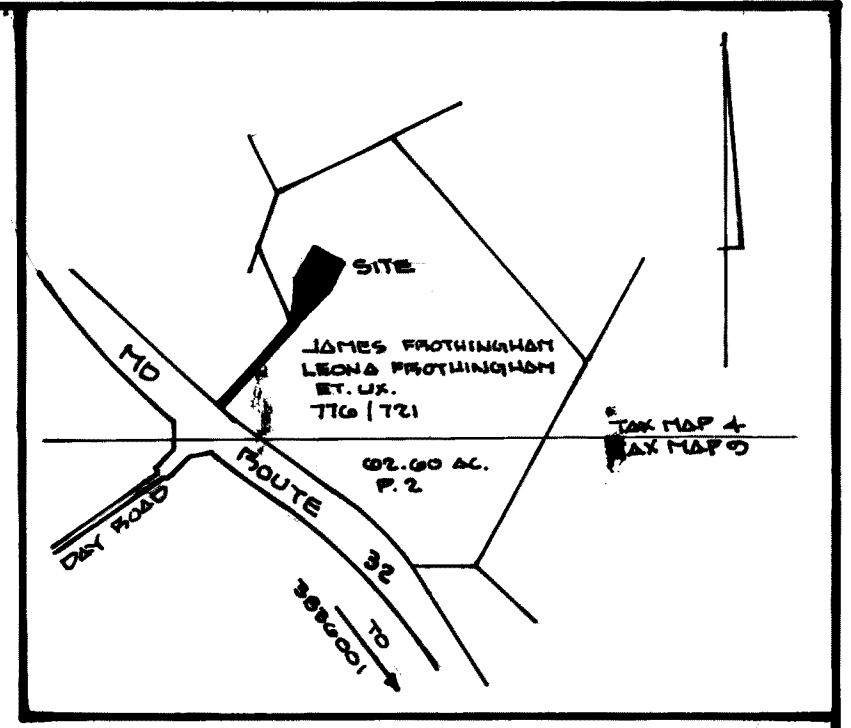 SITE
JAMES FROTHINGHAM
LEONA FROTHINGHAM
ET. UX.
776 / 721
MD
ROUTE
32
TAX MAP 4
TAX MAP 9
62.60 AC.
P. 2
DAY ROAD
TO
3836001